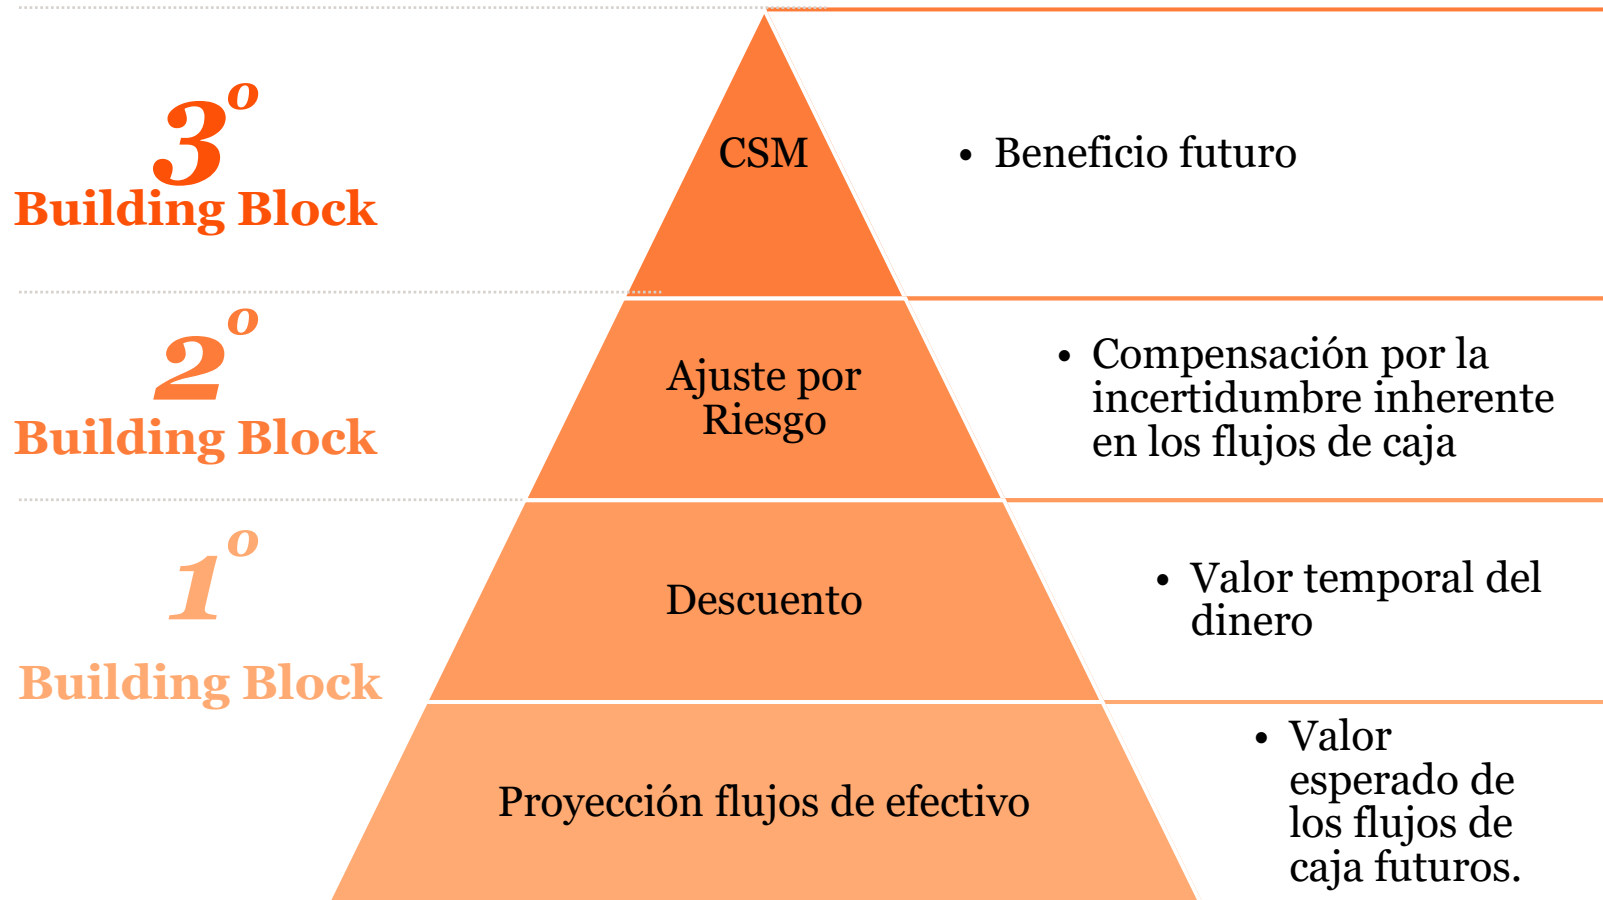 3º
Building Block
CSM
• Beneficio futuro
2º
Building Block
Ajuste por
Riesgo
• Compensación por la
incertidumbre inherente
en los flujos de caja
1º
Building Block
Descuento
• Valor temporal del
dinero
Proyección flujos de efectivo
• Valor
esperado de
los flujos de
caja futuros.